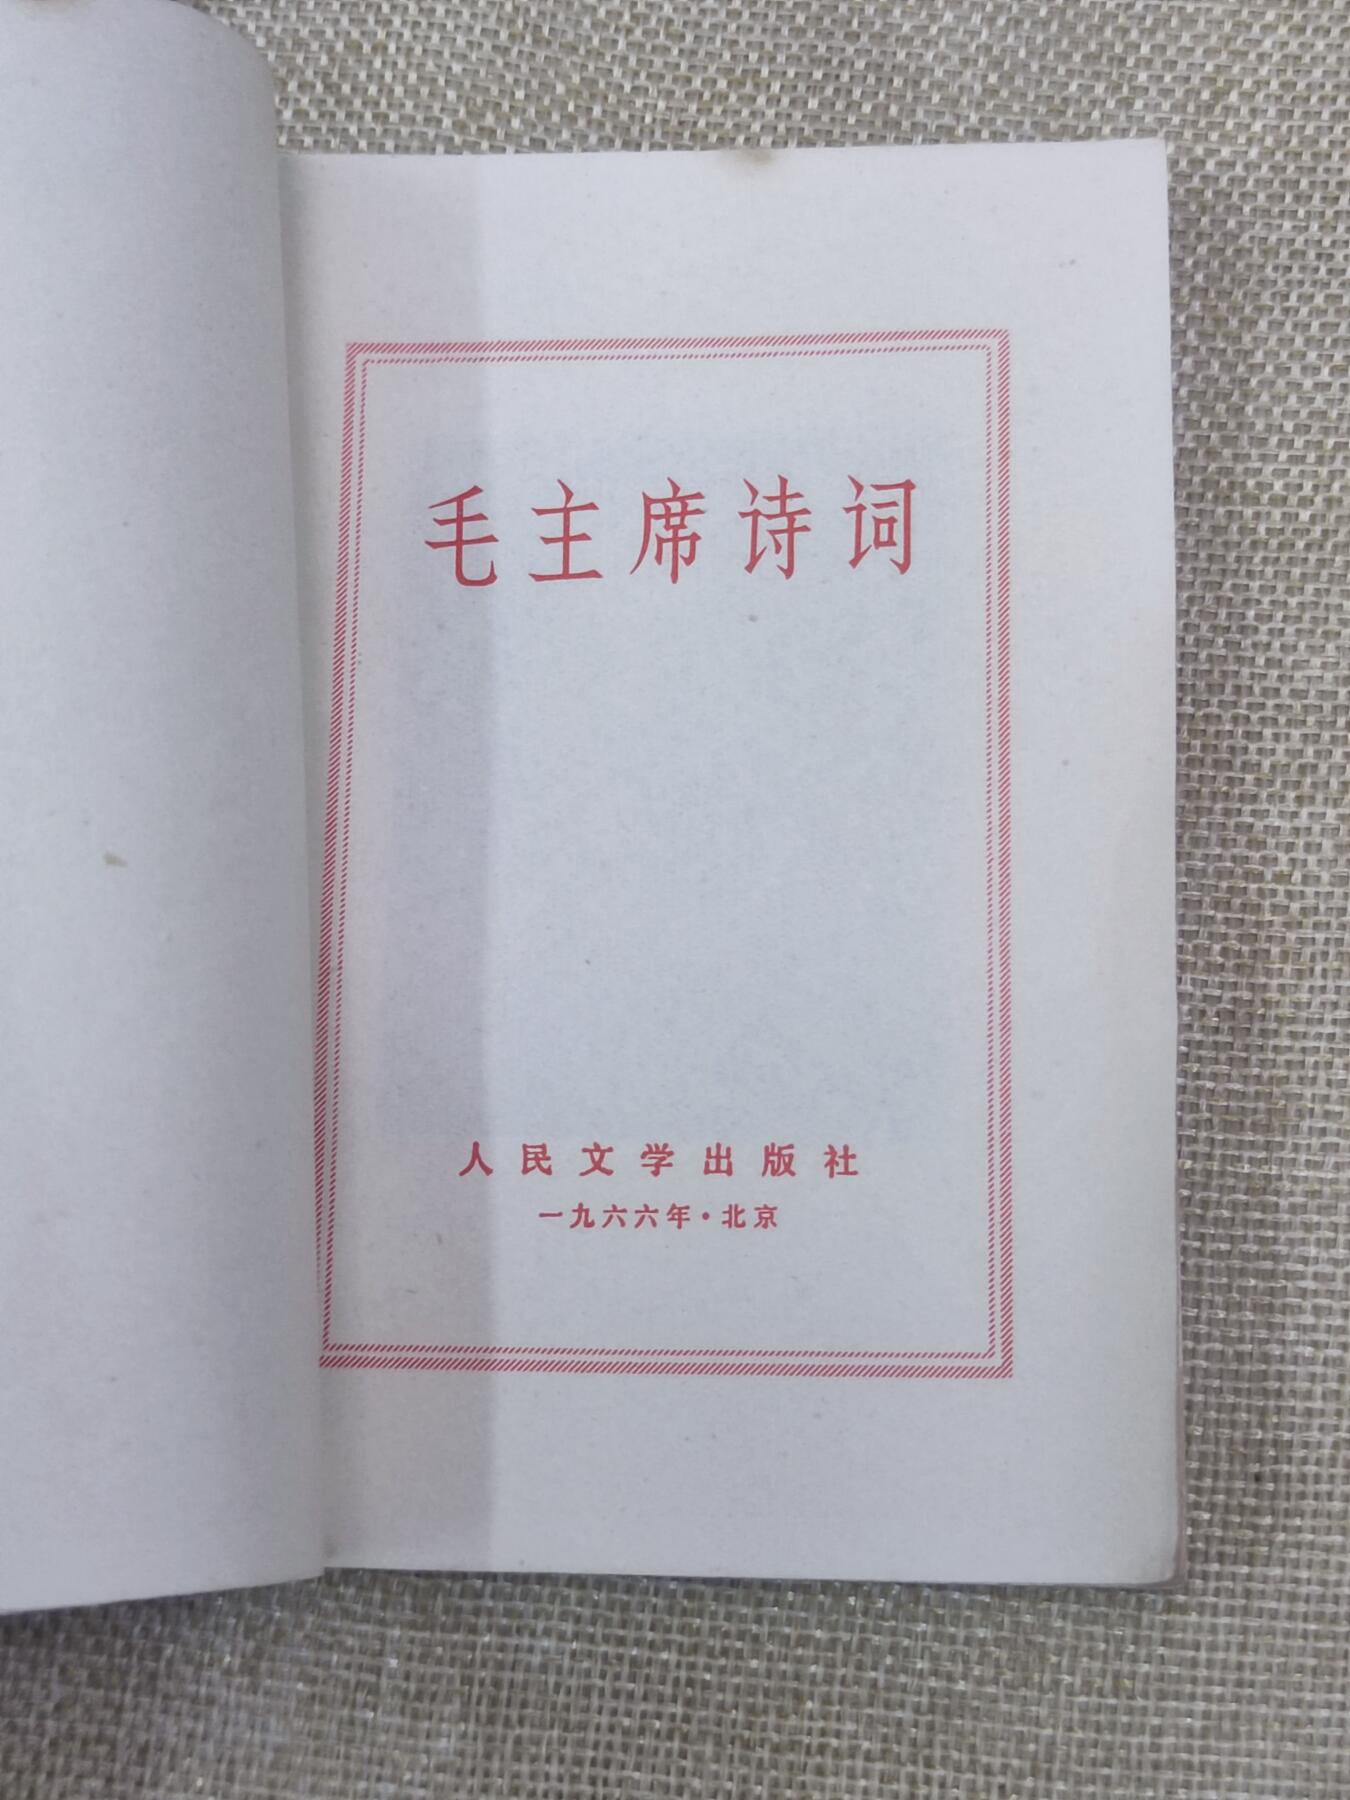 毛主席诗词
人民文学出版社
一九六六年·北京